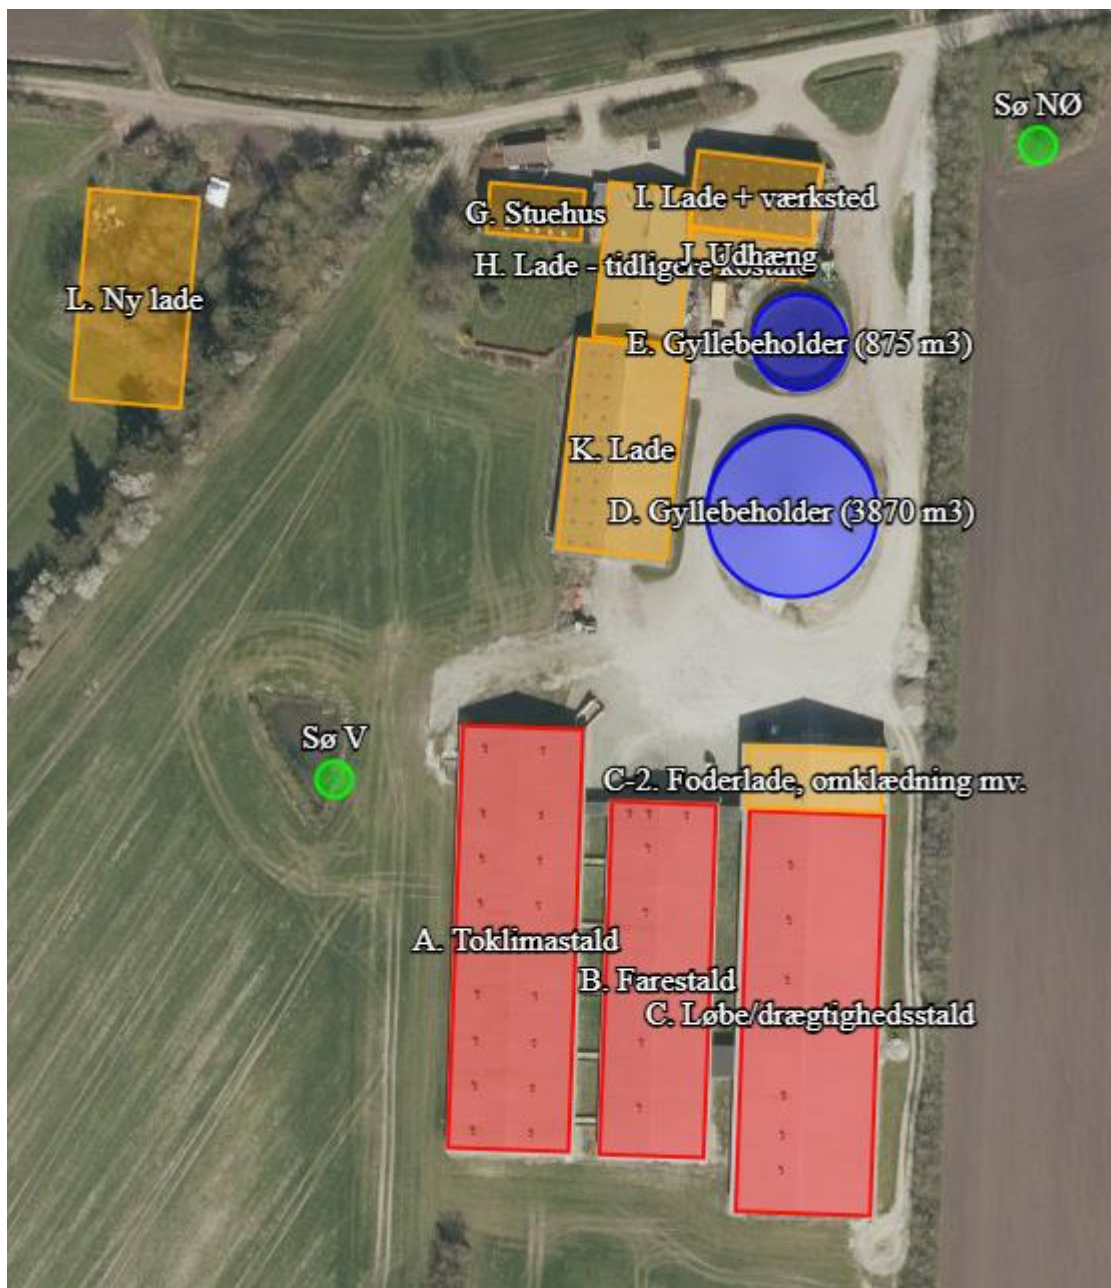 Sø NØ
I. Lade + værksted
G. Stuehus
J. Udhæng
H. Lade - tidligere kostald
L. Ny lade
E. Gyllebeholder (875 m3)
K. Lade
D. Gyllebeholder (3870 m3)
Sø V
C-2. Foderlade, omklædning mv.
A. Toklimastald
B. Farestald
C. Løbe/drægtighedsstald